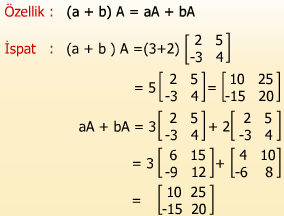 Özellik : (a + b) A = aA + bA
İspat : (a + b ) A =(3+2) [2 5; -3 4]
= 5 [2 5; -3 4] = [10 25; -15 20]
aA + bA = 3 [2 5; -3 4] + 2 [2 5; -3 4]
= 3 [6 15; -9 12] + [4 10; -6 8]
= [10 25; -15 20]